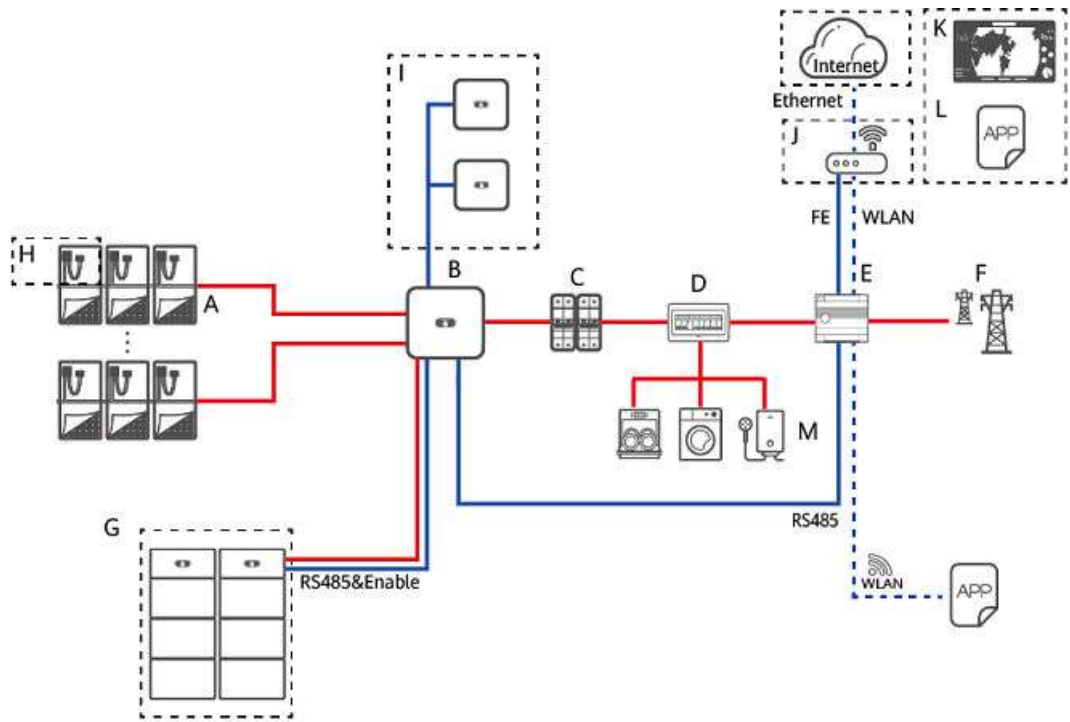 I
Internet
K
Ethernet
L
APP
J
FE
WLAN
H
A
B
C
D
E
F
M
RS485
G
RS485&Enable
WLAN
APP